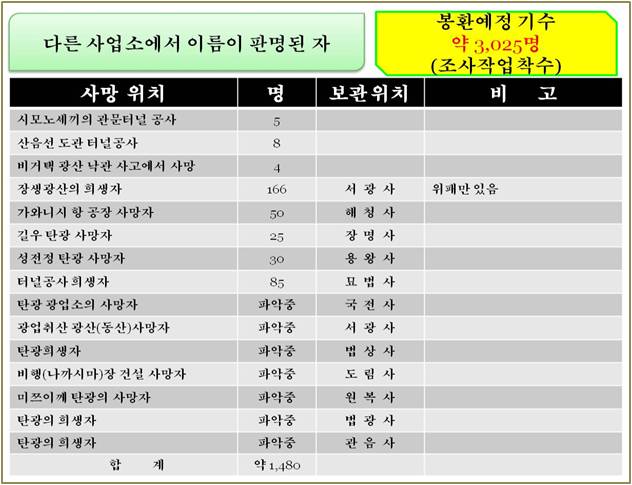 다른 사업소에서 이름이 판명된 자
봉환예정 기수
약 3,025명
(조사작업착수)
사망 위치 명 보관위치 비 고
시모노세끼의 관문터널 공사 5
산음선 도관 터널공사 8
비거택 광산 낙관 사고에서 사망 4
장생광산의 희생자 166 서 광 사 위패만 있음
가와니시 항 공장 사망자 50 해 청 사
길우 탄광 사망자 25 장 명 사
성전정 탄광 사망자 30 용 왕 사
터널공사 희생자 85 묘 법 사
탄광 광업소의 사망자 파악중 국 전 사
광업취산 광산(동산)사망자 파악중 서 광 사
탄광희생자 파악중 법 상 사
비행(나까시마)장 건설 사망자 파악중 도 림 사
미쯔이께 탄광의 사망자 파악중 원 복 사
탄광의 희생자 파악중 법 광 사
탄광의 희생자 파악중 관 음 사
합 계 약 1,480